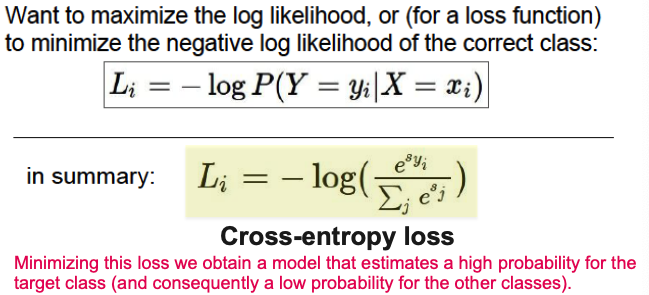 Want to maximize the log likelihood, or (for a loss function)
to minimize the negative log likelihood of the correct class:
L_i = − log P(Y = y_i|X = x_i)
in summary: L_i = − log(e^{s_{y_i}} / ∑_j e^{s_j})
Cross-entropy loss
Minimizing this loss we obtain a model that estimates a high probability for the
target class (and consequently a low probability for the other classes).